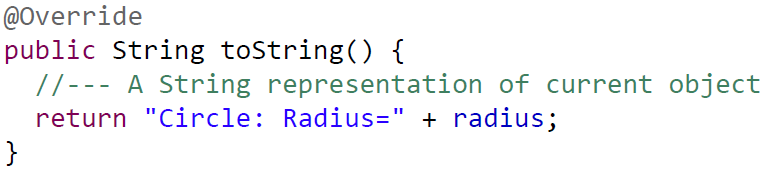 @Override
public String toString() {
  //--- A String representation of current object
  return "Circle: Radius=" + radius;
}